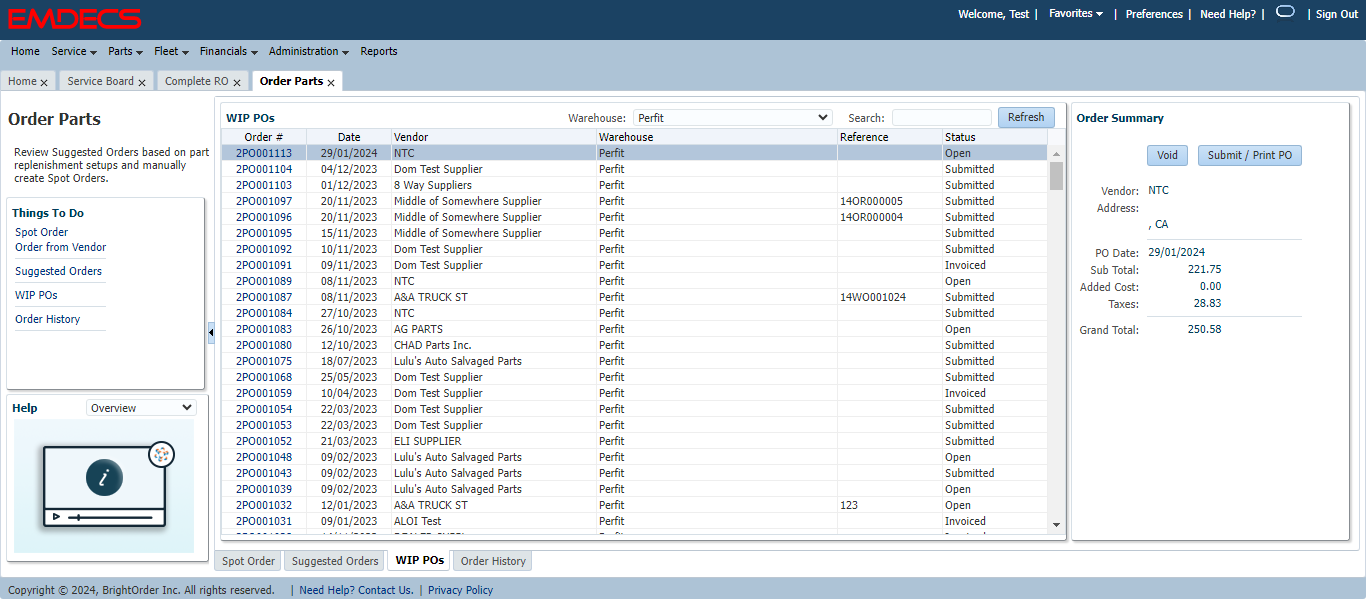 EMDECS
Welcome, Test | Favorites | Preferences | Need Help? | | Sign Out
Home Service Parts Fleet Financials Administration Reports
Home Service Board Complete RO Order Parts
Order Parts
Review Suggested Orders based on part
replenishment setups and manually
create Spot Orders.
Things To Do
Spot Order
Order from Vendor
Suggested Orders
WIP POs
Order History
Help Overview
i
WIP POs Warehouse: Perfit Search: Refresh
Order # Date Vendor Warehouse Reference Status
2PO001113 29/01/2024 NTC Perfit Open
2PO001104 04/12/2023 Dom Test Supplier Perfit Submitted
2PO001103 01/12/2023 8 Way Suppliers Perfit Submitted
2PO001097 20/11/2023 Middle of Somewhere Supplier Perfit 14OR000005 Submitted
2PO001096 20/11/2023 Middle of Somewhere Supplier Perfit 14OR000004 Submitted
2PO001095 15/11/2023 Middle of Somewhere Supplier Perfit Submitted
2PO001092 10/11/2023 Dom Test Supplier Perfit Submitted
2PO001091 09/11/2023 Dom Test Supplier Perfit Invoiced
2PO001089 08/11/2023 NTC Perfit Open
2PO001087 08/11/2023 A&A TRUCK ST Perfit 14WO001024 Submitted
2PO001084 27/10/2023 NTC Perfit Submitted
2PO001083 26/10/2023 AG PARTS Perfit Open
2PO001080 12/10/2023 CHAD Parts Inc. Perfit Submitted
2PO001075 18/07/2023 Lulu's Auto Salvaged Parts Perfit Submitted
2PO001068 25/05/2023 Dom Test Supplier Perfit Submitted
2PO001059 10/04/2023 Dom Test Supplier Perfit Invoiced
2PO001054 22/03/2023 Dom Test Supplier Perfit Submitted
2PO001053 22/03/2023 Dom Test Supplier Perfit Submitted
2PO001052 21/03/2023 ELI SUPPLIER Perfit Submitted
2PO001048 09/02/2023 Lulu's Auto Salvaged Parts Perfit Open
2PO001043 09/02/2023 Lulu's Auto Salvaged Parts Perfit Submitted
2PO001039 09/02/2023 Lulu's Auto Salvaged Parts Perfit Open
2PO001032 12/01/2023 A&A TRUCK ST Perfit 123 Open
2PO001031 09/01/2023 ALOI Test Perfit Invoiced
Order Summary
Void Submit / Print PO
Vendor: NTC
Address:
, CA
PO Date: 29/01/2024
Sub Total: 221.75
Added Cost: 0.00
Taxes: 28.83
Grand Total: 250.58
Spot Order Suggested Orders WIP POs Order History
Copyright © 2024, BrightOrder Inc. All rights reserved. | Need Help? Contact Us. | Privacy Policy